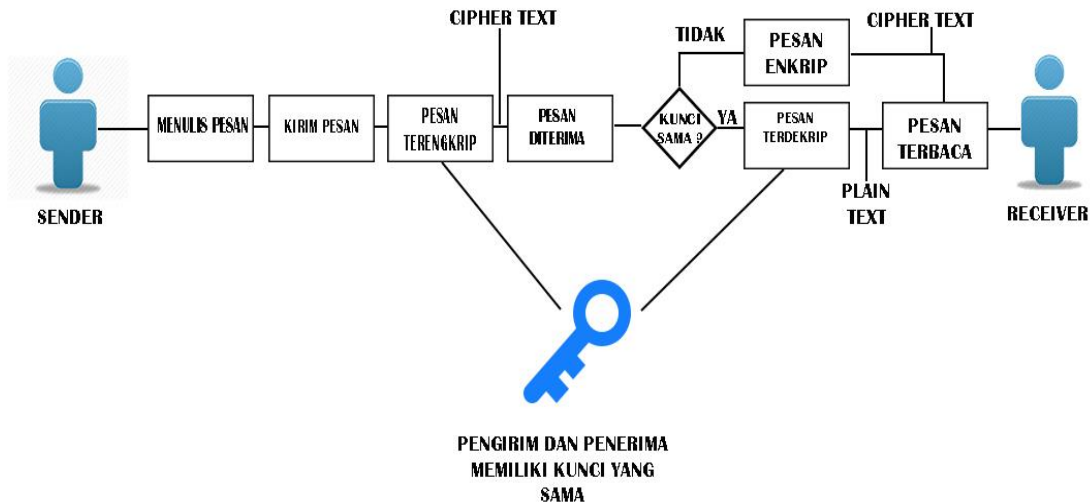 CIPHER TEXT
CIPHER TEXT
TIDAK
PESAN
ENKRIP
MENULIS PESAN
KIRIM PESAN
PESAN
TERENGKRIP
PESAN
DITERIMA
KUNCI
SAMA ?
YA
PESAN
TERDEKRIP
PESAN
TERBACA
PLAIN
TEXT
SENDER
RECEIVER
PENGIRIM DAN PENERIMA
MEMILIKI KUNCI YANG
SAMA